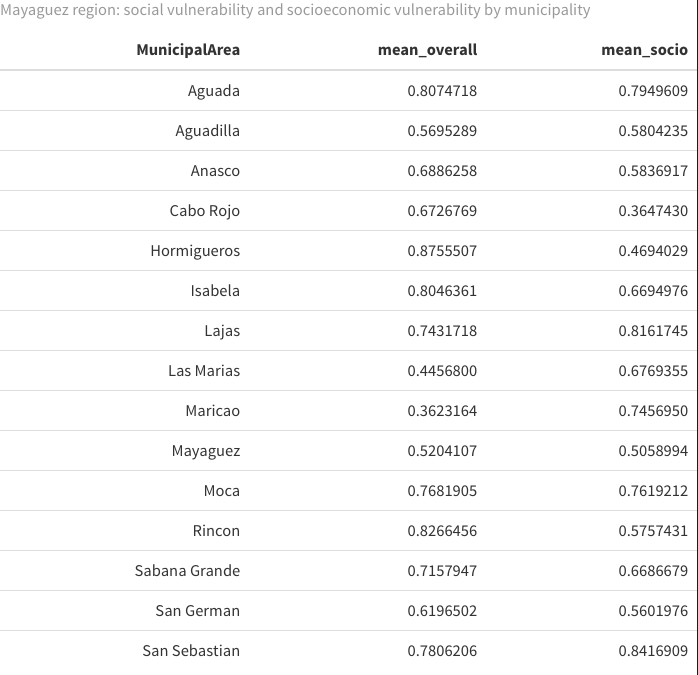 Mayaguez region: social vulnerability and socioeconomic vulnerability by municipality
MunicipalArea mean_overall mean_socio
Aguada 0.8074718 0.7949609
Aguadilla 0.5695289 0.5804235
Anasco 0.6886258 0.5836917
Cabo Rojo 0.6726769 0.3647430
Hormigueros 0.8755507 0.4694029
Isabela 0.8046361 0.6694976
Lajas 0.7431718 0.8161745
Las Marias 0.4456800 0.6769355
Maricao 0.3623164 0.7456950
Mayaguez 0.5204107 0.5058994
Moca 0.7681905 0.7619212
Rincon 0.8266456 0.5757431
Sabana Grande 0.7157947 0.6686679
San German 0.6196502 0.5601976
San Sebastian 0.7806206 0.8416909